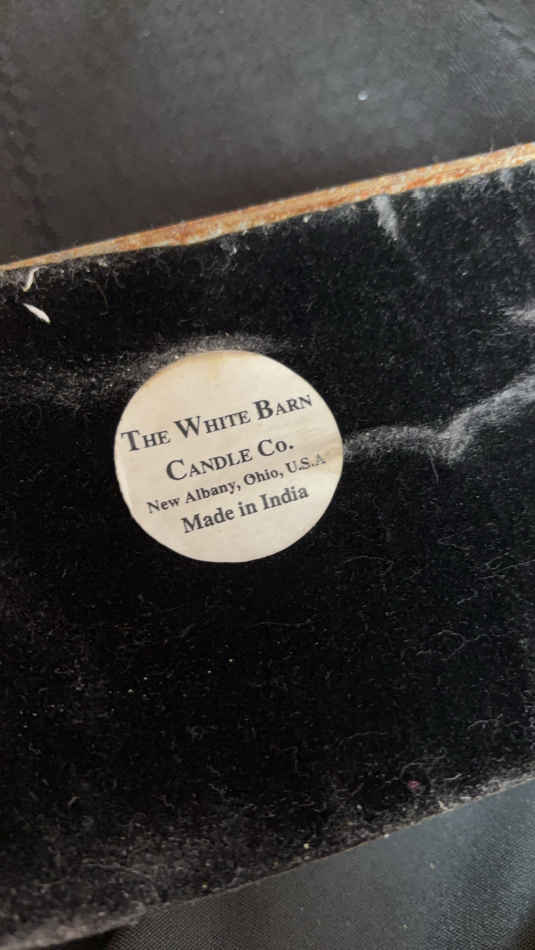 THE WHITE BARN
CANDLE CO.
New Albany, Ohio, U.S.A
Made in India